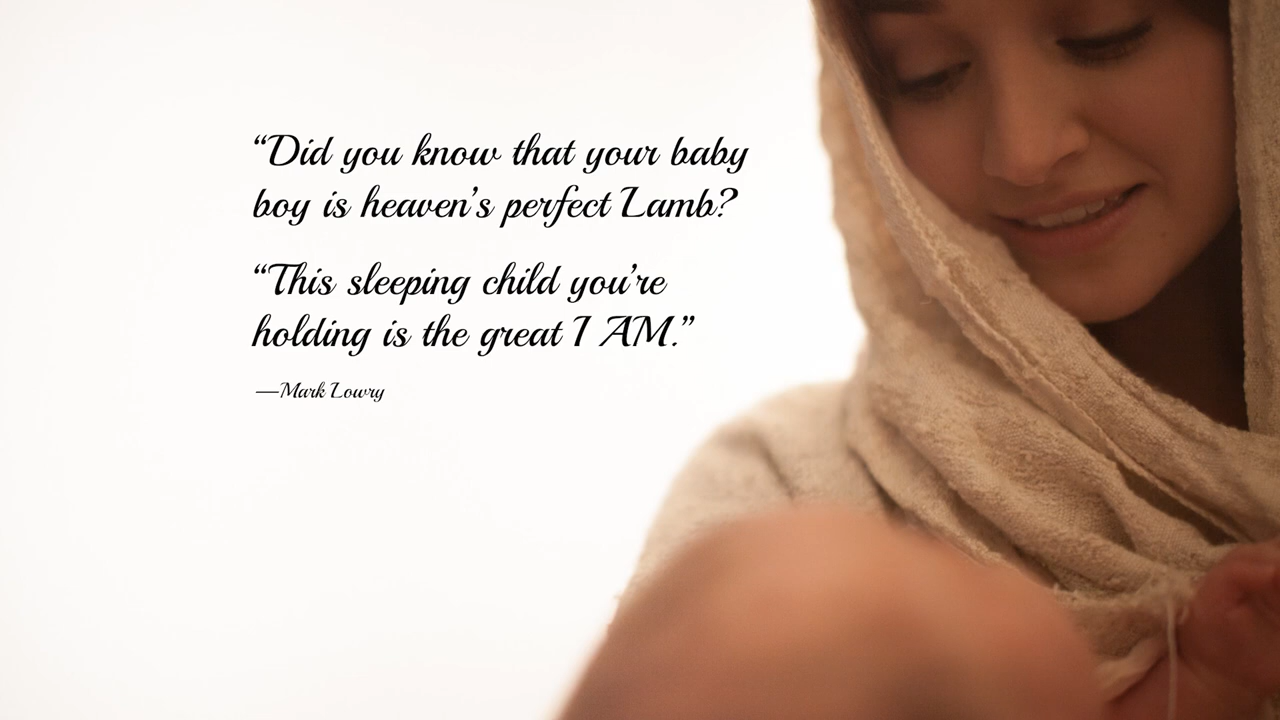 “Did you know that your baby
boy is heaven’s perfect Lamb?
“This sleeping child you’re
holding is the great I AM.”
—Mark Lowry